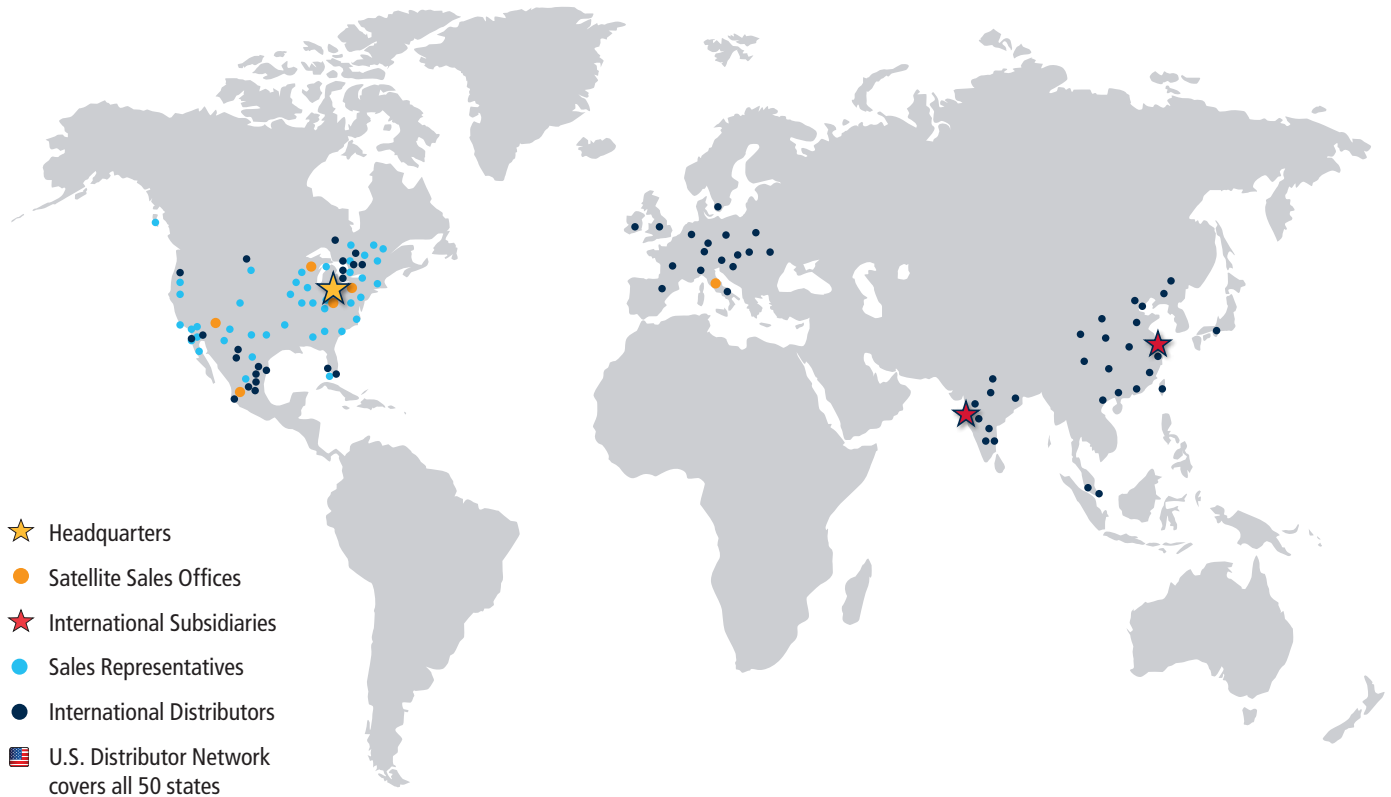 Headquarters
Satellite Sales Offices
International Subsidiaries
Sales Representatives
International Distributors
U.S. Distributor Network
covers all 50 states